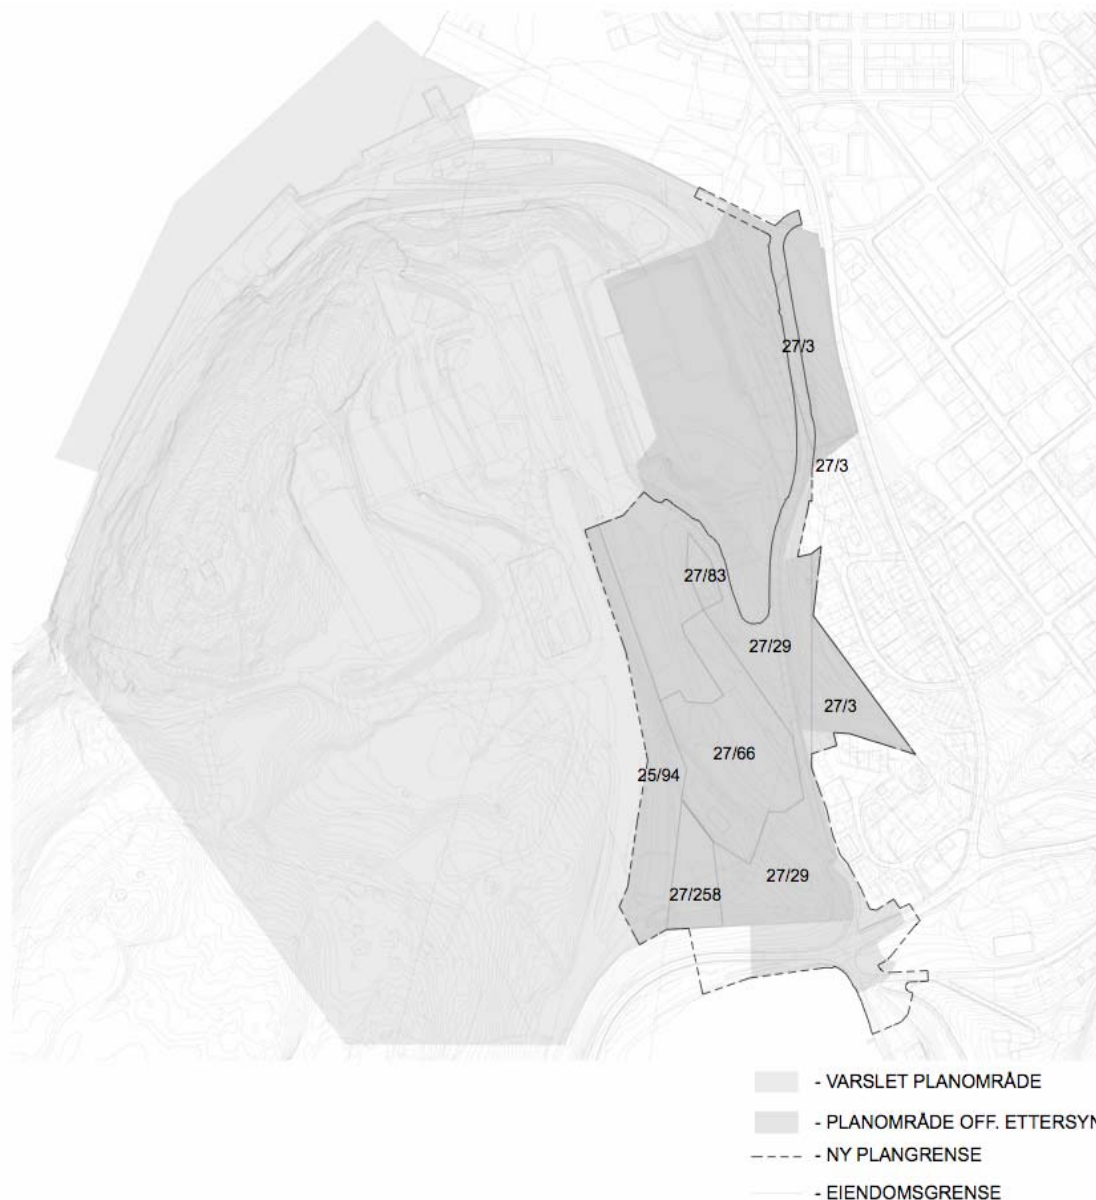 27/3
27/3
27/83
27/29
27/3
27/66
25/94
27/29
27/258
- VARSLET PLANOMRÅDE
- PLANOMRÅDE OFF. ETTERSYN
- NY PLANGRENSE
- EIENDOMSGRENSE